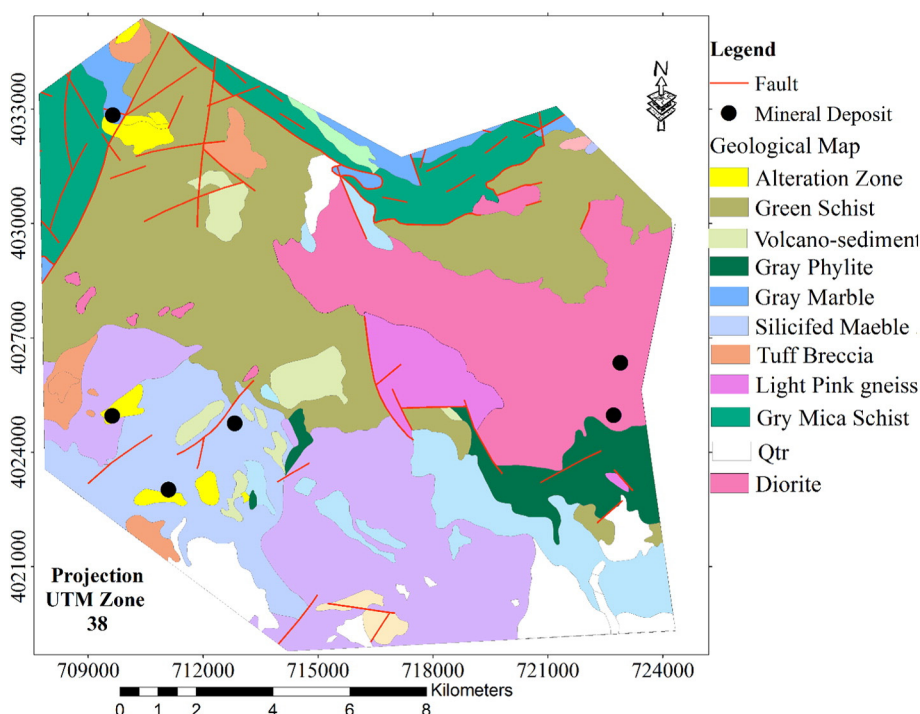 4033000
4030000
4027000
4024000
4021000
N
Projection
UTM Zone
38
709000 712000 715000 718000 721000 724000
Kilometers
0 1 2 4 6 8
Legend
Fault
Mineral Deposit
Geological Map
Alteration Zone
Green Schist
Volcano-sediment
Gray Phylite
Gray Marble
Silicifed Maeble
Tuff Breccia
Light Pink gneiss
Gry Mica Schist
Qtr
Diorite